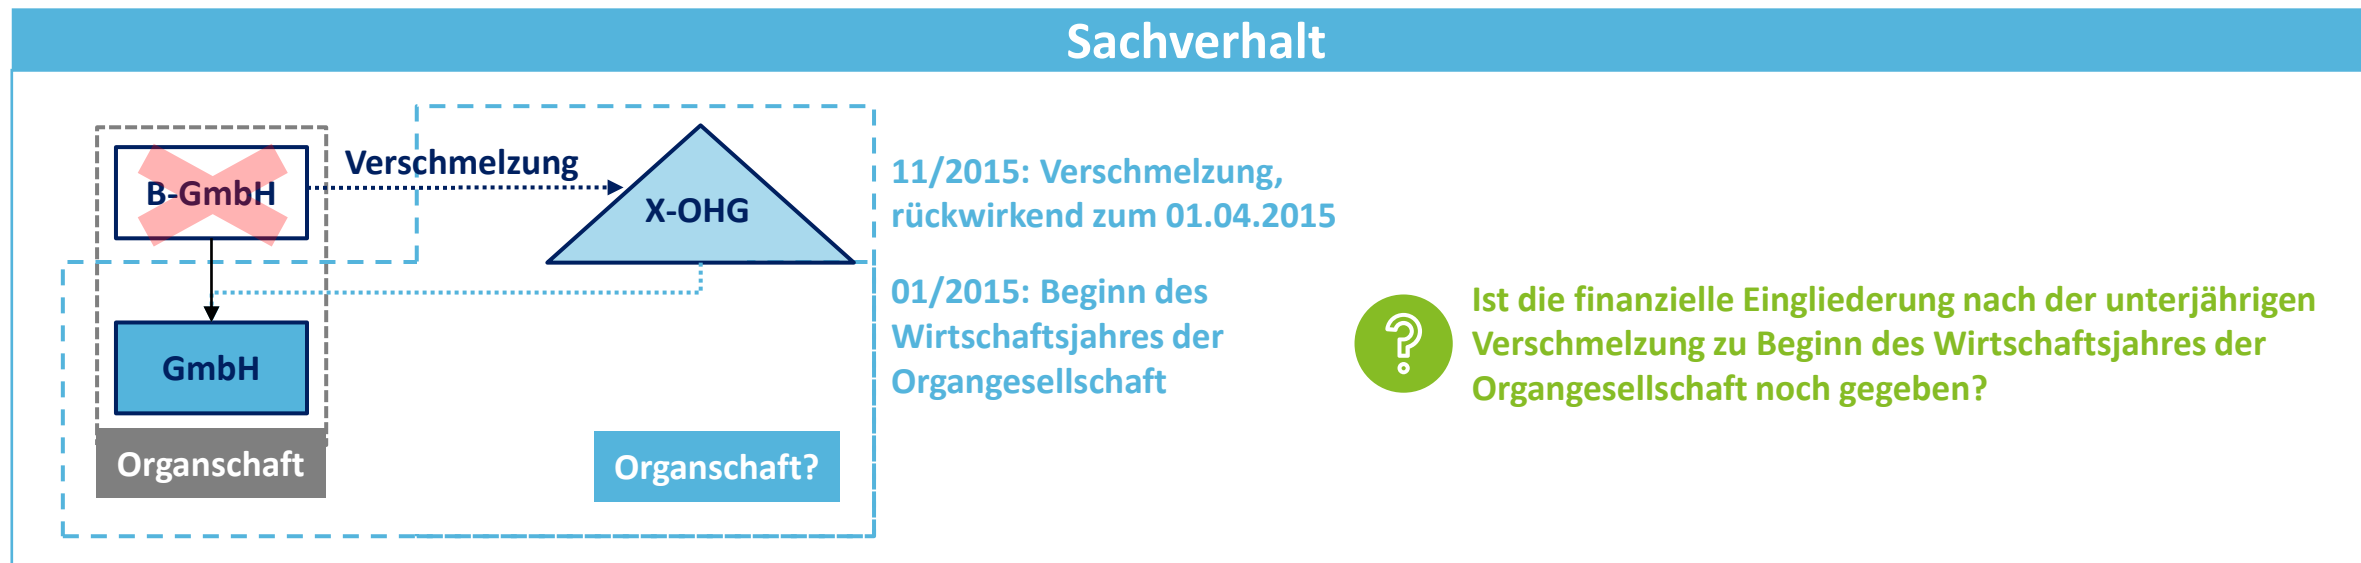 Sachverhalt
Verschmelzung
B-GmbH
X-OHG
GmbH
Organschaft
Organschaft?
11/2015: Verschmelzung,
rückwirkend zum 01.04.2015
01/2015: Beginn des
Wirtschaftsjahres der
Organgesellschaft
?
Ist die finanzielle Eingliederung nach der unterjährigen
Verschmelzung zu Beginn des Wirtschaftsjahres der
Organgesellschaft noch gegeben?